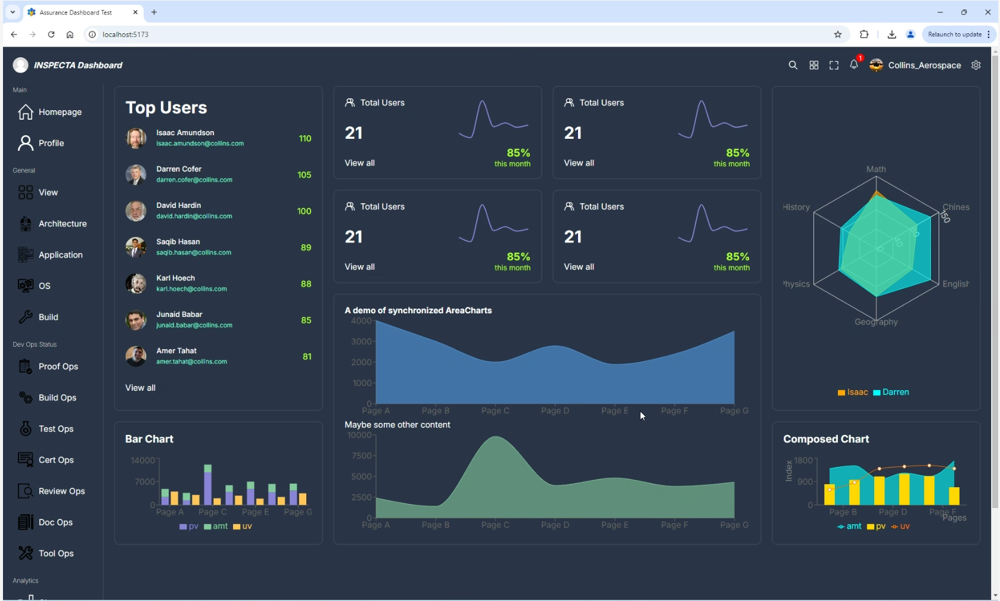 Assurance Dashboard Test
localhost:5173
Relaunch to update
INSPECTA Dashboard
1
Collins_Aerospace
Main
Homepage
Profile
General
View
Architecture
Application
OS
Build
Dev Ops Status
Proof Ops
Build Ops
Test Ops
Cert Ops
Review Ops
Doc Ops
Tool Ops
Analytics
Top Users
Isaac Amundson
isaac.amundson@collins.com
110
Darren Cofer
darren.cofer@collins.com
105
David Hardin
david.hardin@collins.com
100
Saqib Hasan
saqib.hasan@collins.com
89
Karl Hoech
karl.hoech@collins.com
88
Junaid Babar
junaid.babar@collins.com
85
Amer Tahat
amer.tahat@collins.com
81
View all
Total Users
21
85%
View all
this month
Total Users
21
85%
View all
this month
Total Users
21
85%
View all
this month
Total Users
21
85%
View all
this month
Math
History
Chines
150
40
0
Physics
English
Geography
Isaac Darren
A demo of synchronized AreaCharts
4000
3000
2000
1000
0
Page A Page B Page C Page D Page E Page F Page G
Maybe some other content
10000
7500
5000
2500
0
Page A Page B Page C Page D Page E Page F Page G
Bar Chart
14000
7000
0
Page A Page C Page E Page G
pv amt uv
Composed Chart
Index
1800
900
0
Page B Page D Page F
Pages
amt pv uv